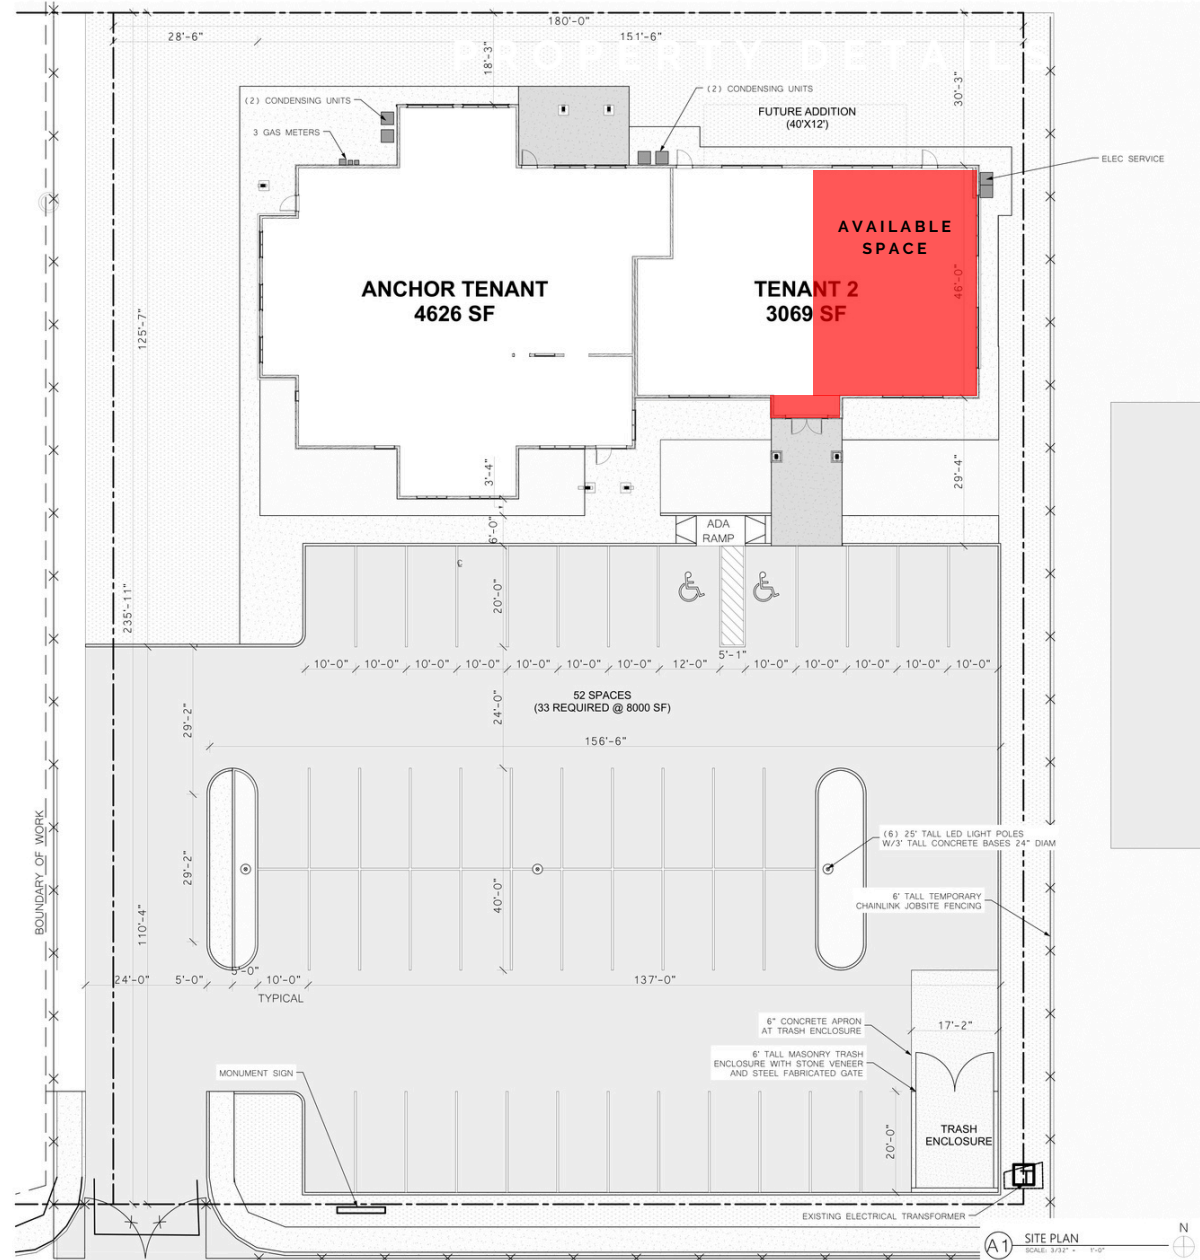 180'-0"
28'-6"
151'-6"
PROPERTY DETAILS
18'-3"
30'-3"
(2) CONDENSING UNITS
(2) CONDENSING UNITS
3 GAS METERS
FUTURE ADDITION
(40'X12')
ELEC SERVICE
AVAILABLE
SPACE
ANCHOR TENANT
4626 SF
TENANT 2
3069 SF
46'-0"
125'-7"
3'-4"
29'-4"
6'-0"
ADA
RAMP
235'-11"
20'-0"
5'-1"
10'-0" 10'-0" 10'-0" 10'-0" 10'-0" 10'-0" 10'-0" 12'-0" 10'-0" 10'-0" 10'-0" 10'-0" 10'-0"
52 SPACES
(33 REQUIRED @ 8000 SF)
29'-2"
24'-0"
156'-6"
BOUNDARY OF WORK
(6) 25' TALL LED LIGHT POLES
W/3' TALL CONCRETE BASES 24" DIAM
29'-2"
40'-0"
6' TALL TEMPORARY
CHAINLINK JOBSITE FENCING
110'-4"
24'-0" 5'-0" 5'-0" 10'-0" 137'-0"
TYPICAL
6" CONCRETE APRON
AT TRASH ENCLOSURE
17'-2"
6' TALL MASONRY TRASH
ENCLOSURE WITH STONE VENEER
AND STEEL FABRICATED GATE
MONUMENT SIGN
20'-0"
TRASH
ENCLOSURE
EXISTING ELECTRICAL TRANSFORMER
A1
SITE PLAN
SCALE: 3/32" = 1'-0"
N